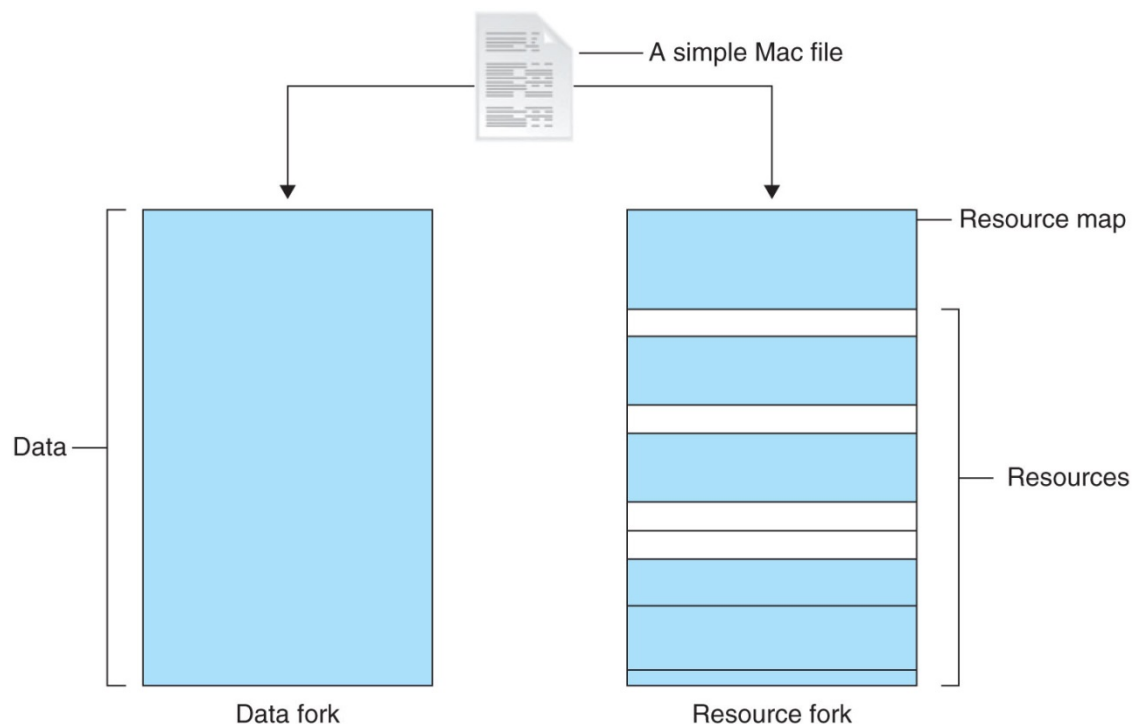 A simple Mac file
Resource map
Data
Resources
Data fork
Resource fork